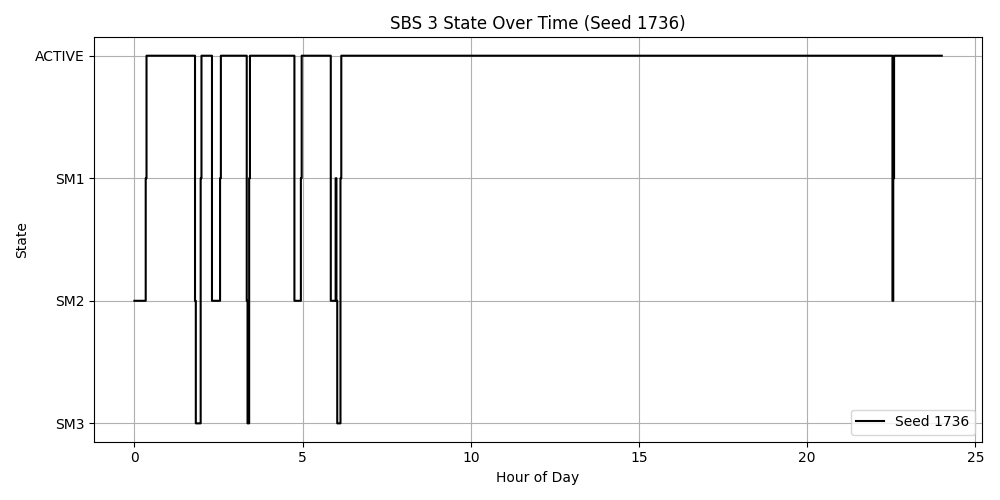 SBS 3 State Over Time (Seed 1736)
ACTIVE
SM1
SM2
SM3
State
0 5 10 15 20 25
Hour of Day
Seed 1736